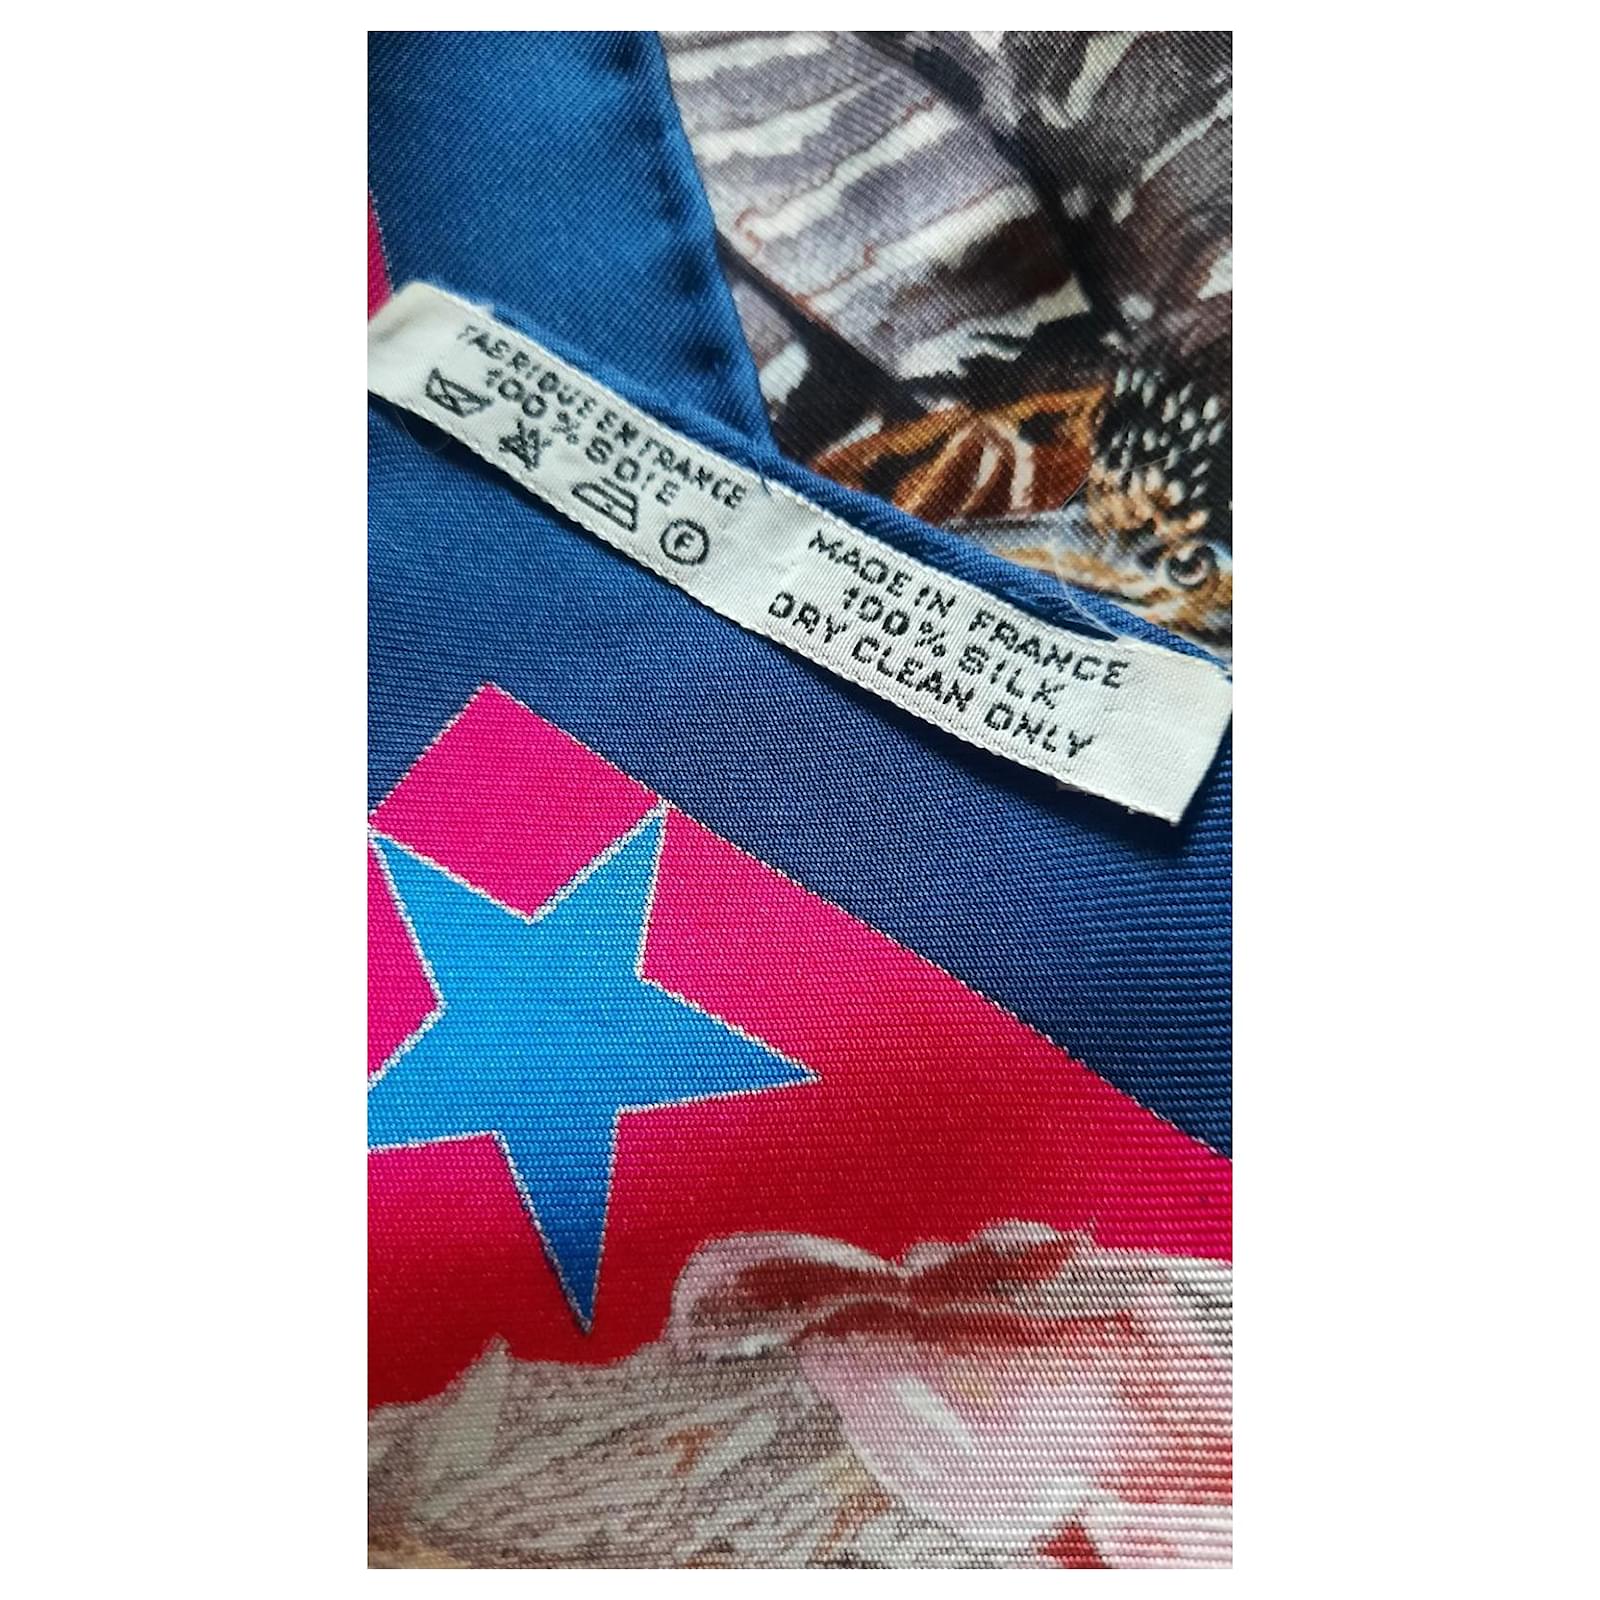 FABRIQUE EN FRANCE
100% SOIE
F
MADE IN FRANCE
100% SILK
DRY CLEAN ONLY